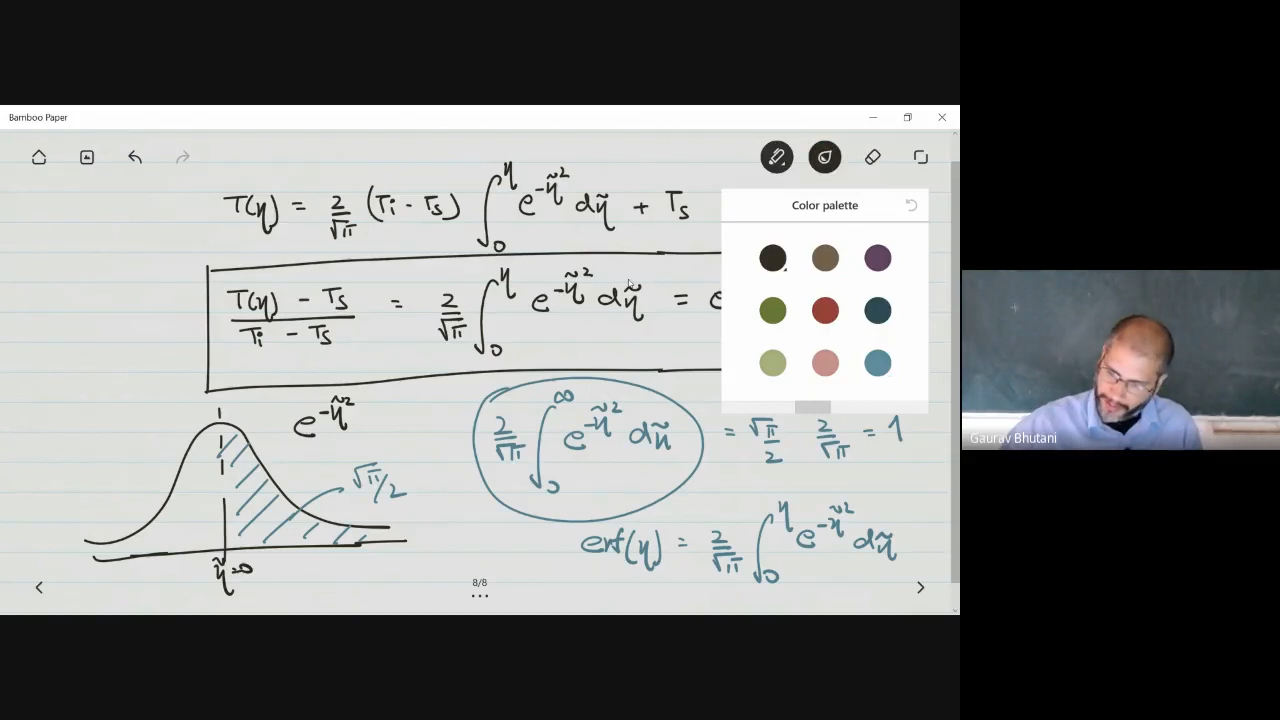 Bamboo Paper
T(η) = 2/√π (Ti - Ts) ∫₀^η e^{-η̃²} dη̃ + Ts
Color palette
(T(η) - Ts)/(Ti - Ts) = 2/√π ∫₀^η e^{-η̃²} dη̃ = e
e^{-η̃²}
2/√π ∫₀^∞ e^{-η̃²} dη̃ = √π/2 2/√π = 1
√π/2
erf(η) = 2/√π ∫₀^η e^{-η̃²} dη̃
η̃=0
8/8
Gaurav Bhutani